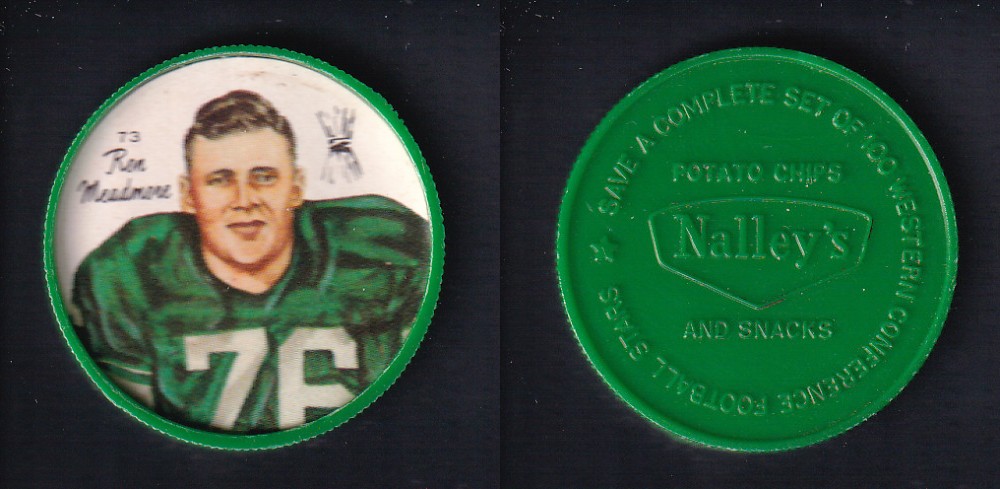 73
Ron
Meadmore
76
SAVE A COMPLETE SET OF 100 WESTERN CONFERENCE FOOTBALL STARS
POTATO CHIPS
Nalley's
AND SNACKS